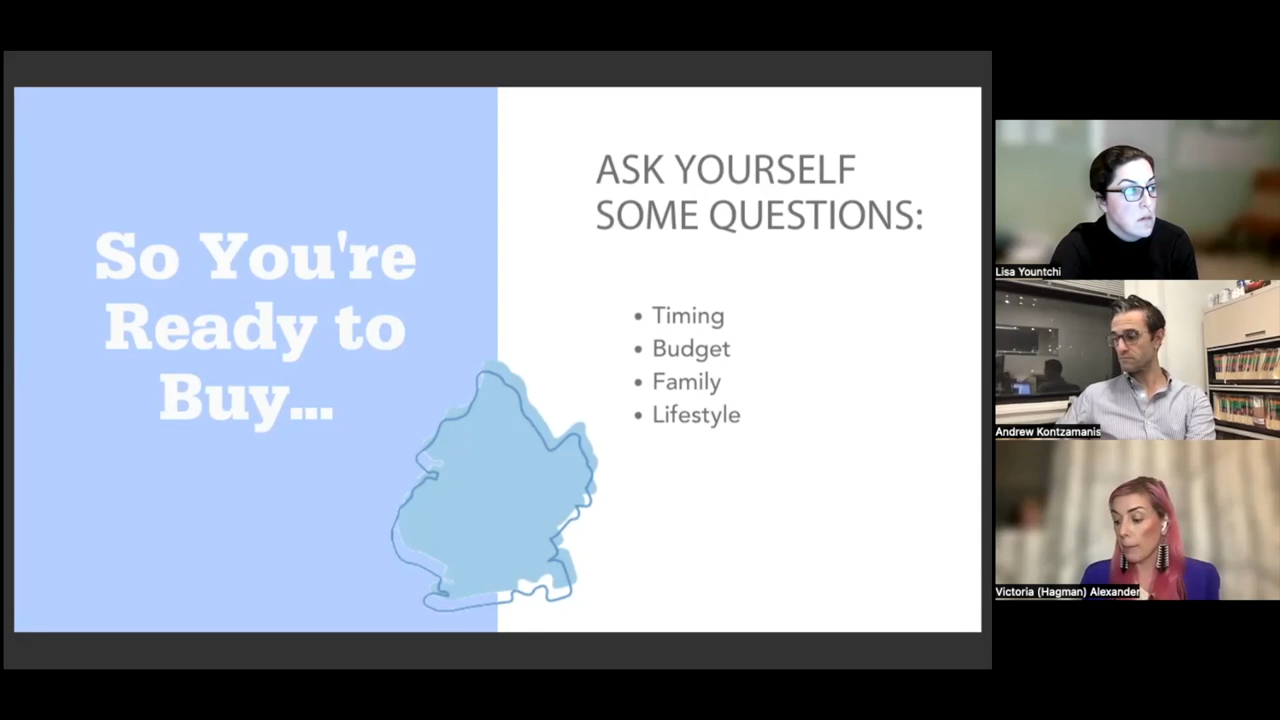 So You're
Ready to
Buy...
ASK YOURSELF
SOME QUESTIONS:
• Timing
• Budget
• Family
• Lifestyle
Lisa Yountchi
Andrew Kontzamanis
Victoria (Hagman) Alexander